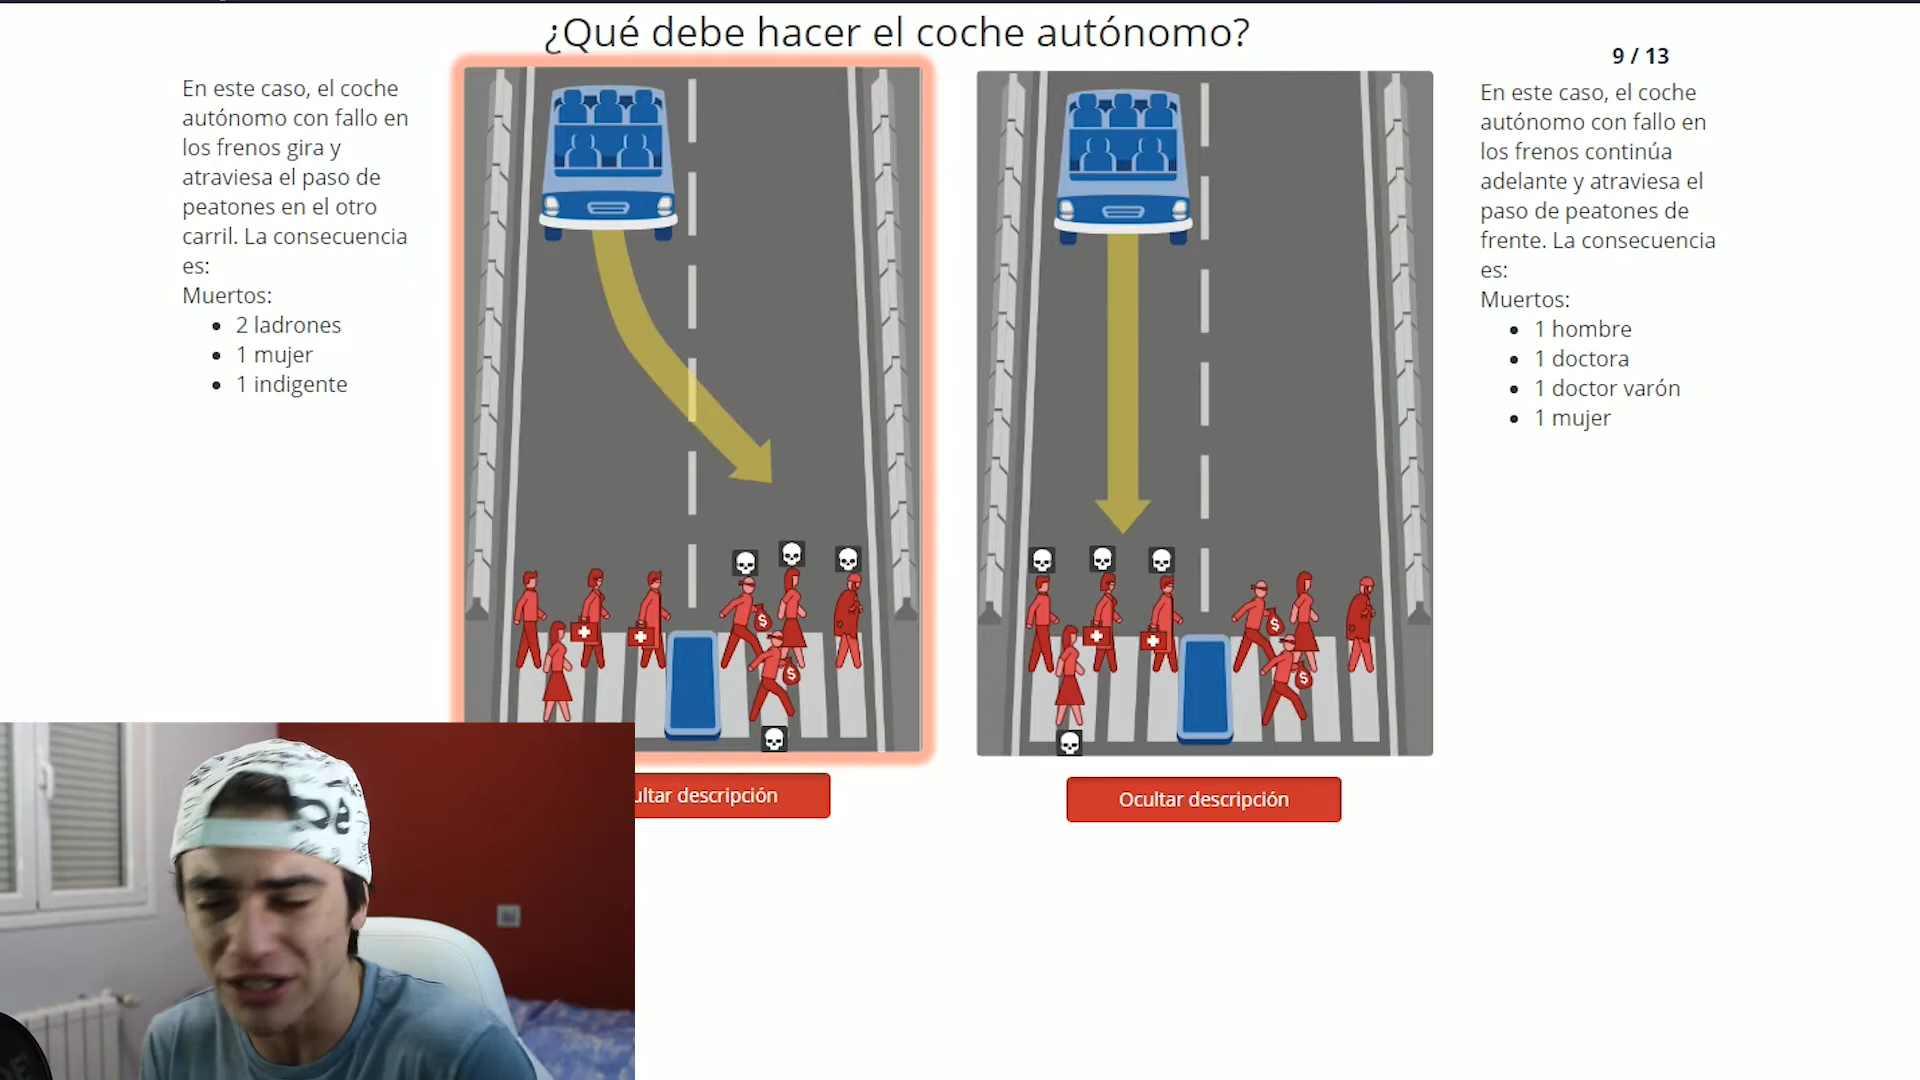 ¿Qué debe hacer el coche autónomo?
9 / 13
En este caso, el coche
autónomo con fallo en
los frenos gira y
atraviesa el paso de
peatones en el otro
carril. La consecuencia
es:
Muertos:
2 ladrones
1 mujer
1 indigente
En este caso, el coche
autónomo con fallo en
los frenos continúa
adelante y atraviesa el
paso de peatones de
frente. La consecuencia
es:
Muertos:
1 hombre
1 doctora
1 doctor varón
1 mujer
$
$
$
$
ultar descripción
Ocultar descripción